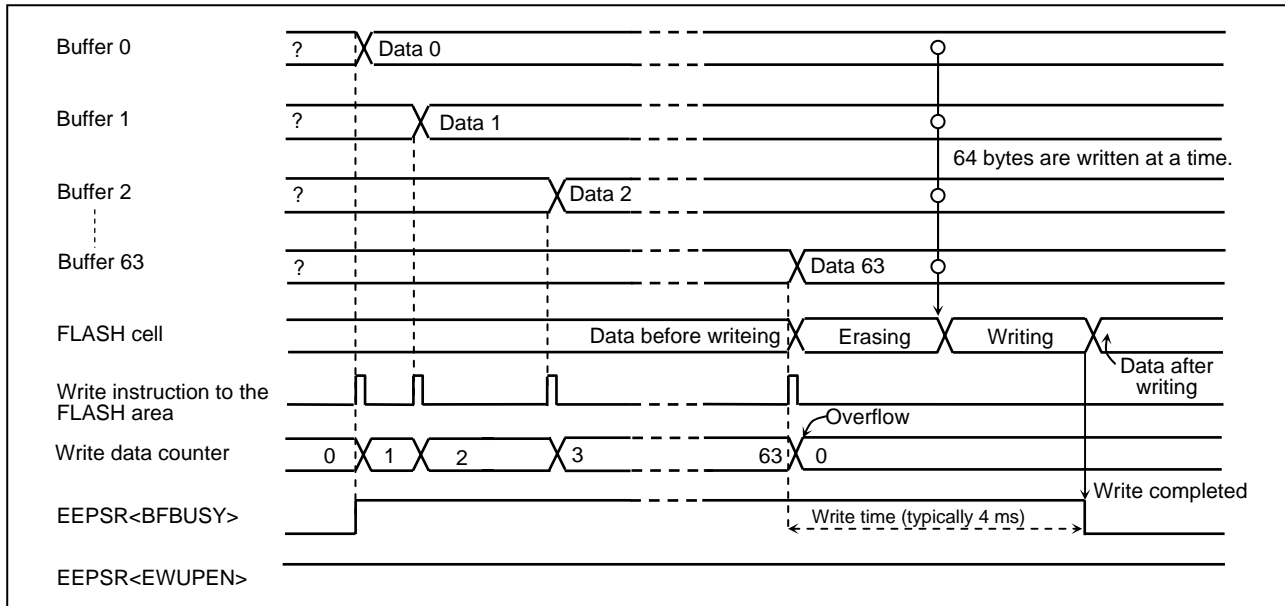 Buffer 0
? Data 0
Buffer 1
? Data 1
64 bytes are written at a time.
Buffer 2
? Data 2
Buffer 63
? Data 63
FLASH cell
Data before writeing Erasing Writing
Data after
writing
Write instruction to the
FLASH area
Overflow
Write data counter
0 1 2 3 63 0
Write completed
EEPSR<BFBUSY>
Write time (typically 4 ms)
EEPSR<EWUPEN>